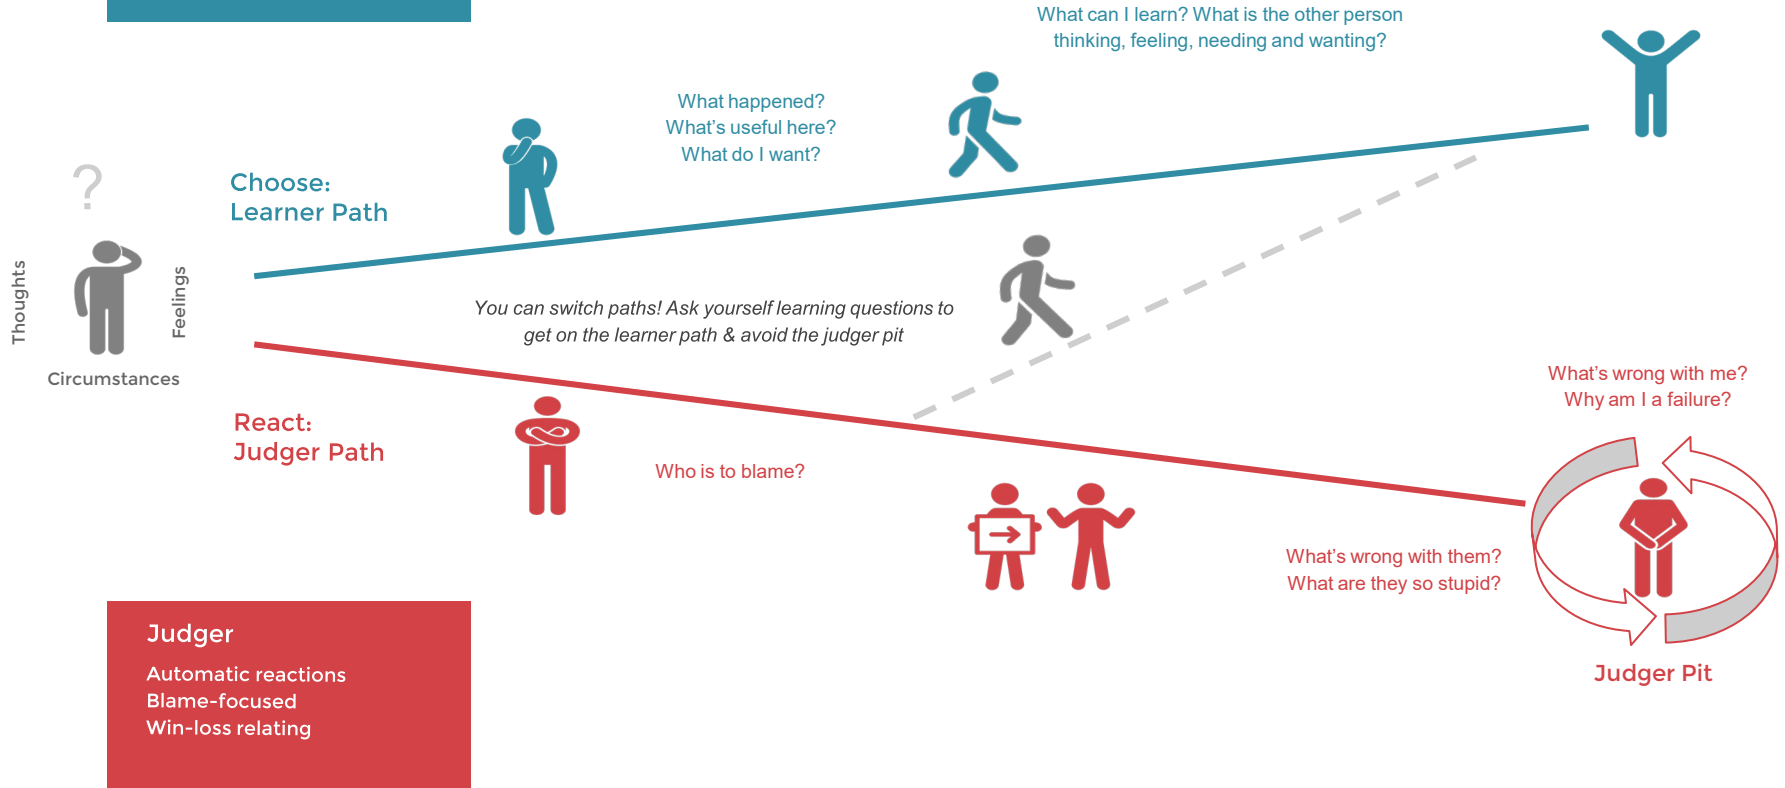 What can I learn? What is the other person
thinking, feeling, needing and wanting?
What happened?
What's useful here?
What do I want?
?
Choose:
Learner Path
Thoughts
Feelings
Circumstances
You can switch paths! Ask yourself learning questions to
get on the learner path & avoid the judger pit
React:
Judger Path
Who is to blame?
What's wrong with me?
Why am I a failure?
What's wrong with them?
What are they so stupid?
Judger Pit
Judger
Automatic reactions
Blame-focused
Win-loss relating